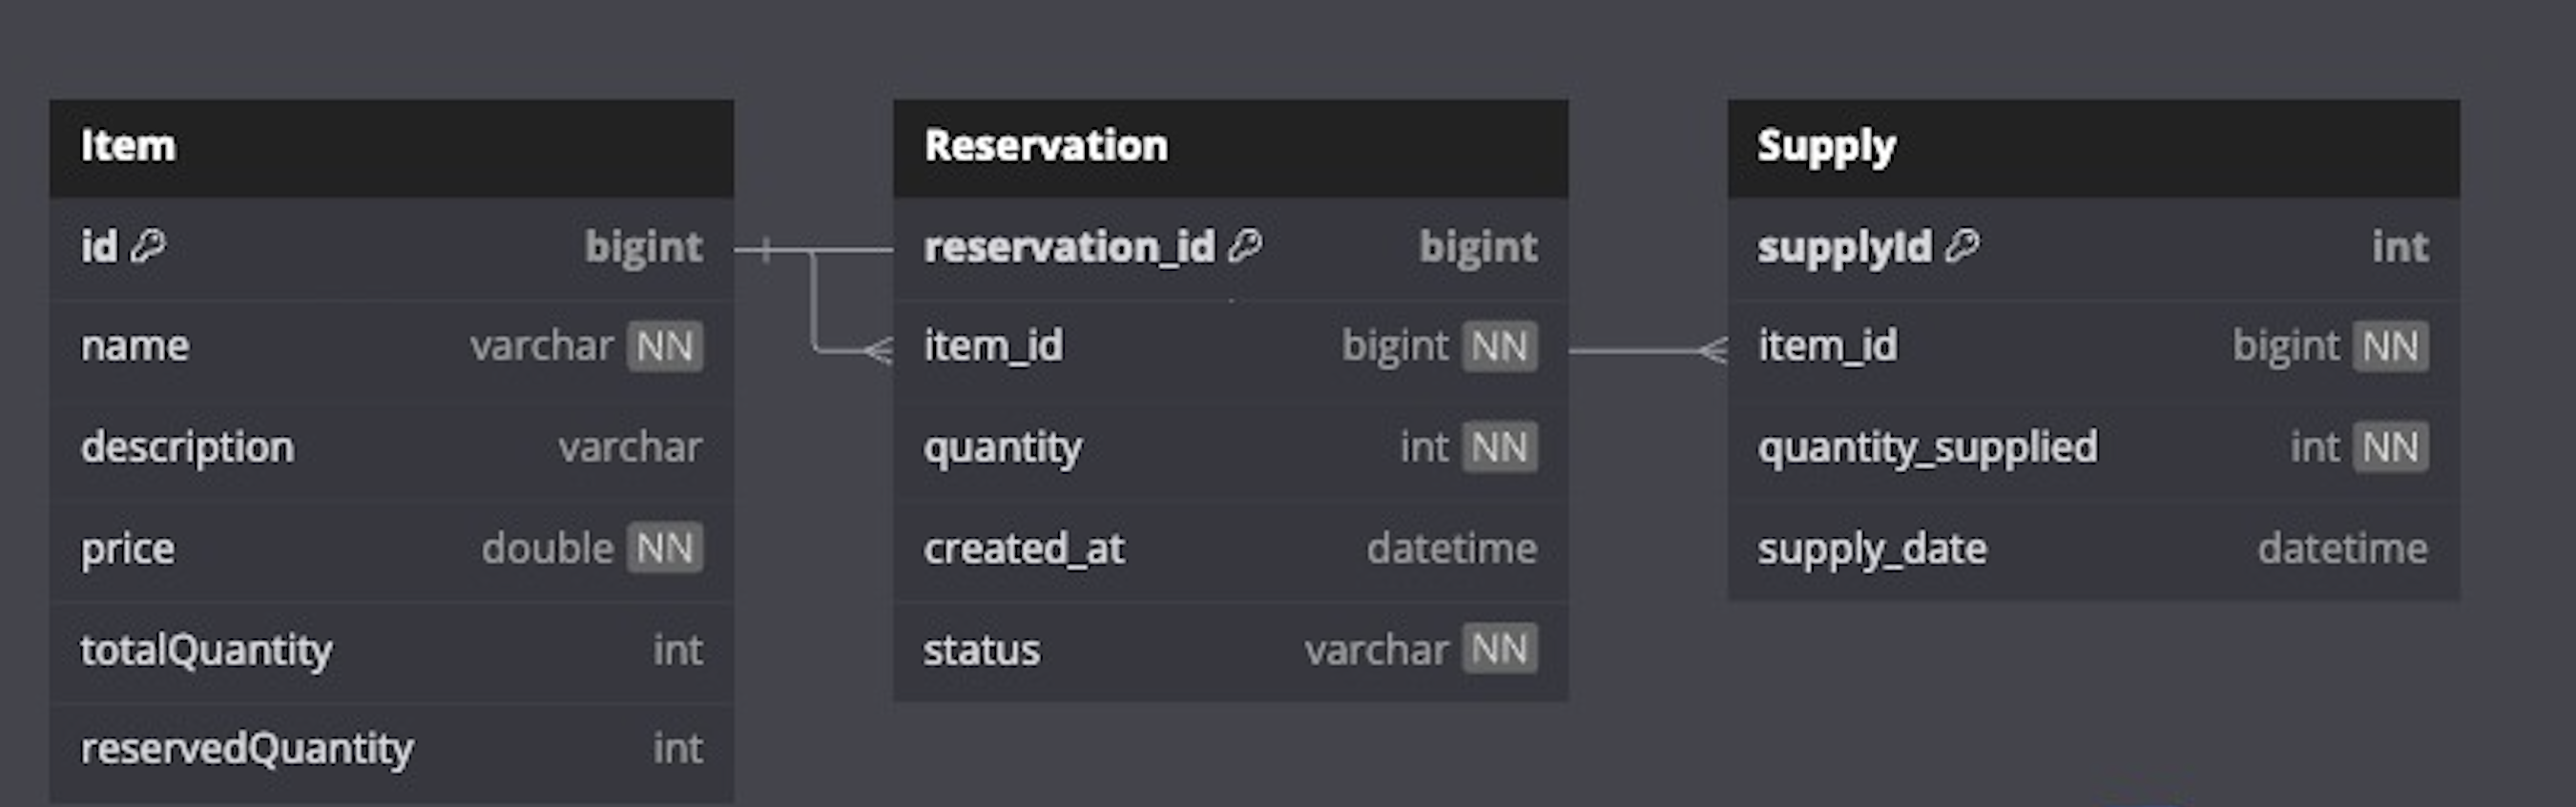 Item
id bigint
name varchar NN
description varchar
price double NN
totalQuantity int
reservedQuantity int
Reservation
reservation_id bigint
item_id bigint NN
quantity int NN
created_at datetime
status varchar NN
Supply
supplyId int
item_id bigint NN
quantity_supplied int NN
supply_date datetime